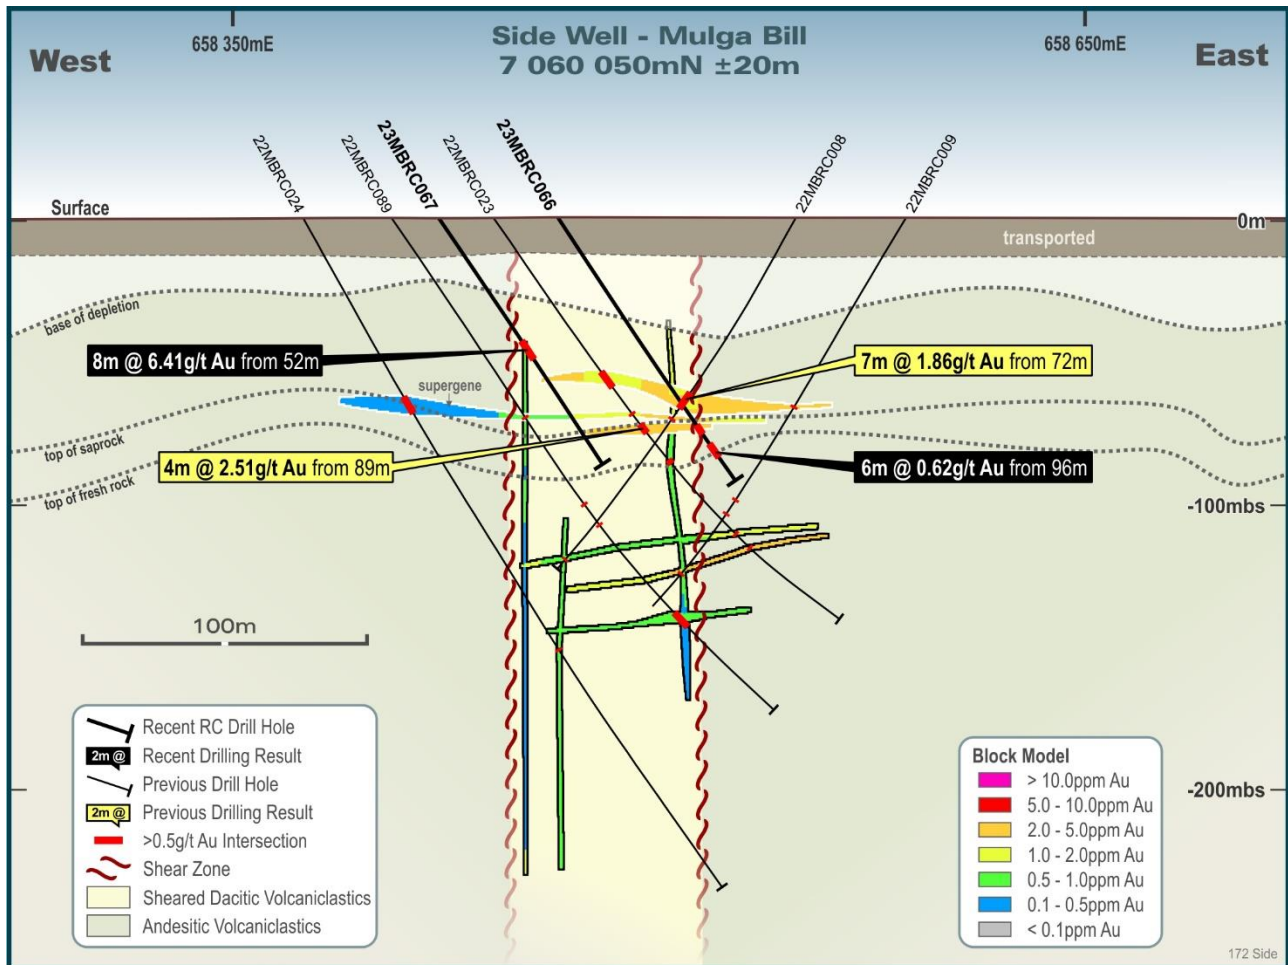 658 350mE
658 650mE
West
Side Well - Mulga Bill
7 060 050mN ±20m
East
22MBRC024
22MBRC089
23MBRC067
22MBRC023
23MBRC066
22MBRC008
22MBRC009
Surface
0m
transported
base of depletion
8m @ 6.41g/t Au from 52m
7m @ 1.86g/t Au from 72m
supergene
top of saprock
4m @ 2.51g/t Au from 89m
6m @ 0.62g/t Au from 96m
top of fresh rock
-100mbs
100m
-200mbs
Recent RC Drill Hole
2m @
Recent Drilling Result
Previous Drill Hole
2m @
Previous Drilling Result
>0.5g/t Au Intersection
Shear Zone
Sheared Dacitic Volcaniclastics
Andesitic Volcaniclastics
Block Model
> 10.0ppm Au
5.0 - 10.0ppm Au
2.0 - 5.0ppm Au
1.0 - 2.0ppm Au
0.5 - 1.0ppm Au
0.1 - 0.5ppm Au
< 0.1ppm Au
172 Side